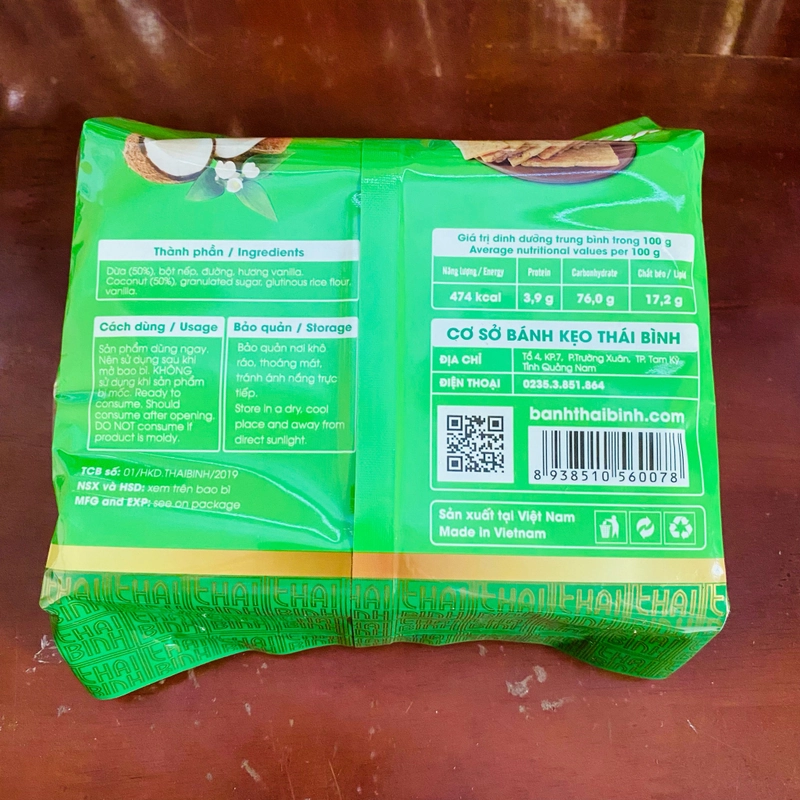 Thành phần / Ingredients
Dừa (50%), bột nếp, đường, hương vanilla.
Coconut (50%), granulated sugar, glutinous rice flour,
vanilla.
Cách dùng / Usage
Sản phẩm dùng ngay.
Nên sử dụng sau khi
mở bao bì. KHÔNG
sử dụng khi sản phẩm
bị mốc. Ready to
consume. Should
consume after opening.
DO NOT consume if
product is moldy.
Bảo quản / Storage
Bảo quản nơi khô
ráo, thoáng mát,
tránh ánh nắng trực
tiếp.
Store in a dry, cool
place and away from
direct sunlight.
TCB số: 01/HKD.THAIBINH/2019
NSX và HSD: xem trên bao bì
MFG and EXP: see on package
Giá trị dinh dưỡng trung bình trong 100 g
Average nutritional values per 100 g
Năng lượng / Energy Protein Carbonhydrate Chất béo / Lipid
474 kcal 3,9 g 76,0 g 17,2 g
CƠ SỞ BÁNH KẸO THÁI BÌNH
ĐỊA CHỈ Tổ 4, KP.7, P.Trường Xuân, TP. Tam Kỳ,
Tỉnh Quảng Nam
ĐIỆN THOẠI 0235.3.851.864
banhthaibinh.com
8 938510 560078
Sản xuất tại Việt Nam
Made in Vietnam
THAI THAI THAI THAI THAI THAI
BINH BINH BINH BINH BINH BINH